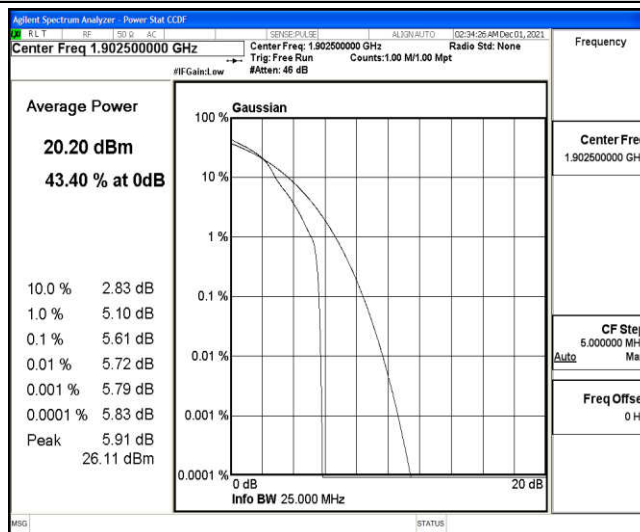 Agilent Spectrum Analyzer - Power Stat CCDF
RLT RF 50 Ω AC SENSE:PULSE ALIGNAUTO 02:34:26 AM Dec 01, 2021
Center Freq 1.902500000 GHz
Center Freq: 1.902500000 GHz Radio Std: None
Trig: Free Run Counts:1.00 M/1.00 Mpt
#IFGain:Low #Atten: 46 dB
Frequency
Average Power
20.20 dBm
43.40 % at 0dB
10.0 % 2.83 dB
1.0 % 5.10 dB
0.1 % 5.61 dB
0.01 % 5.72 dB
0.001 % 5.79 dB
0.0001 % 5.83 dB
Peak 5.91 dB
26.11 dBm
Gaussian
100 %
10 %
1 %
0.1 %
0.01 %
0.001 %
0.0001 %
0 dB 20 dB
Info BW 25.000 MHz
Center Fre
1.902500000 GH
CF Ste
5.000000 MH
Auto Ma
Freq Offse
0 H
MSG STATUS